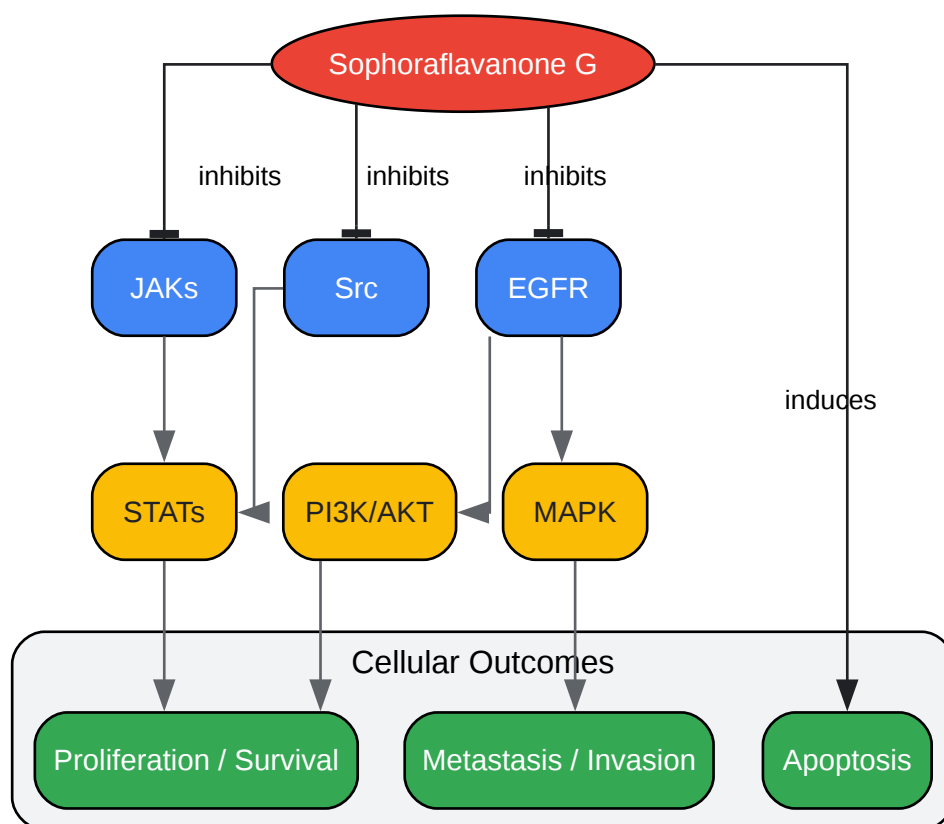 Sophoraflavanone G
inhibits
inhibits
inhibits
JAKs
Src
EGFR
induces
STATs
PI3K/AKT
MAPK
Cellular Outcomes
Proliferation / Survival
Metastasis / Invasion
Apoptosis